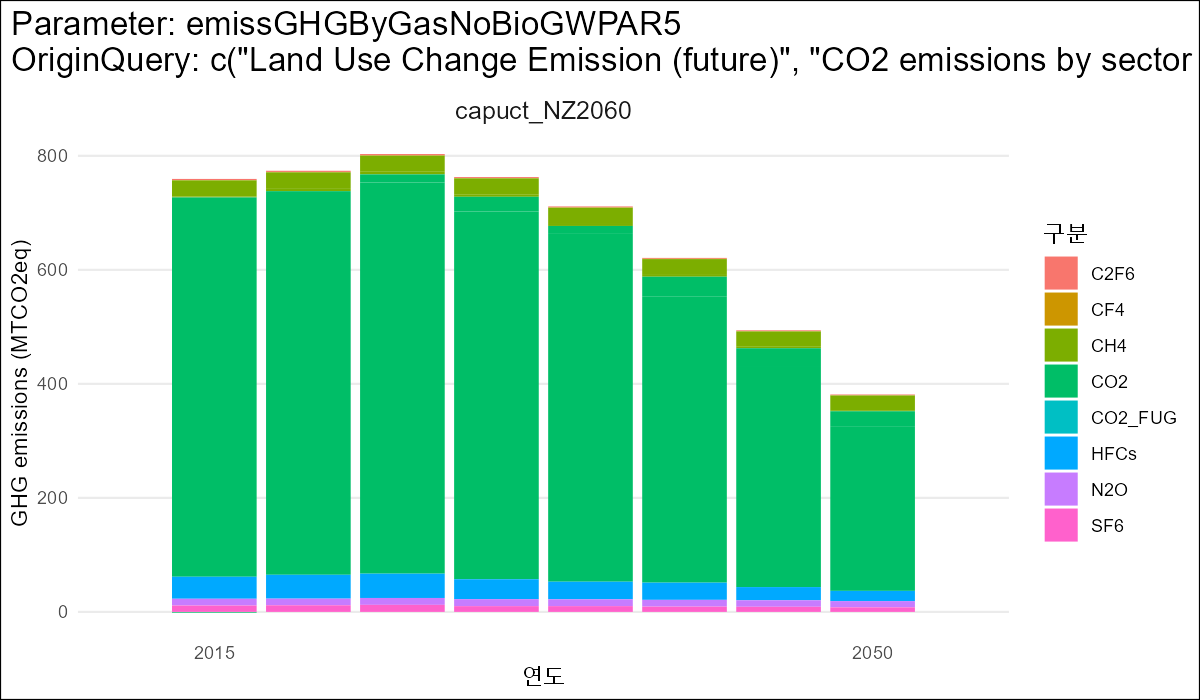 Parameter: emissGHGByGasNoBioGWPAR5
OriginQuery: c("Land Use Change Emission (future)", "CO2 emissions by sector
capuct_NZ2060
800
600
400
200
0
GHG emissions (MTCO2eq)
2015
2050
연도
구분
C2F6
CF4
CH4
CO2
CO2_FUG
HFCs
N2O
SF6